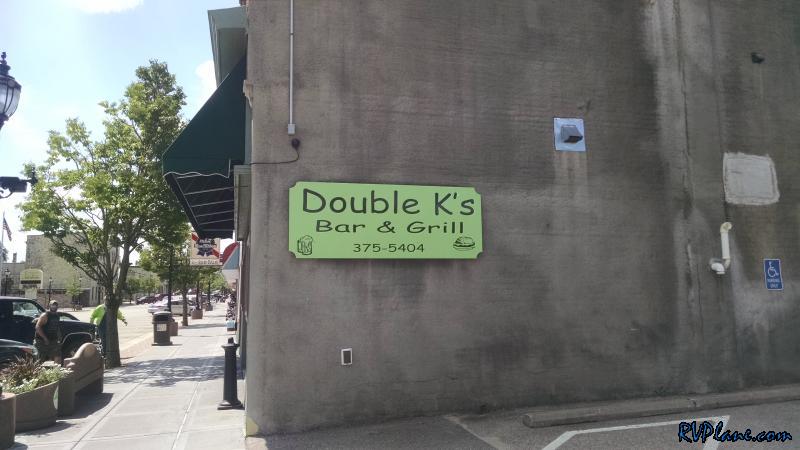 Double K's
Bar & Grill
375-5404
RVPlane.com